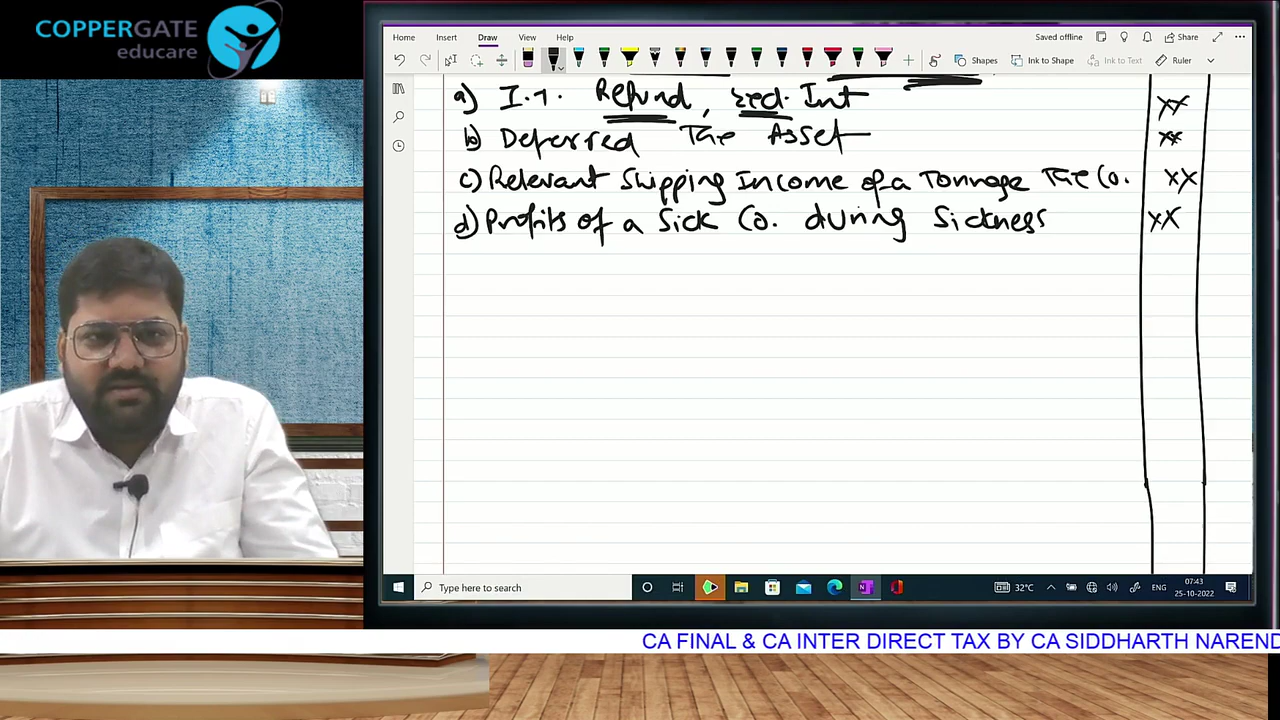 COPPERGATE
educare
Home Insert Draw View Help
Saved offline
Share
Shapes
Ink to Shape
Ink to Text
Ruler
a) I.T. Refund, xed. Int xx
b) Deferred Tax Asset xx
c) Relevant Shipping Income of a Tonnage Tax Co. xx
d) Profits of a Sick Co. during Sickness xx
Type here to search
32°C
ENG
07:43
25-10-2022
CA FINAL & CA INTER DIRECT TAX BY CA SIDDHARTH NAREND